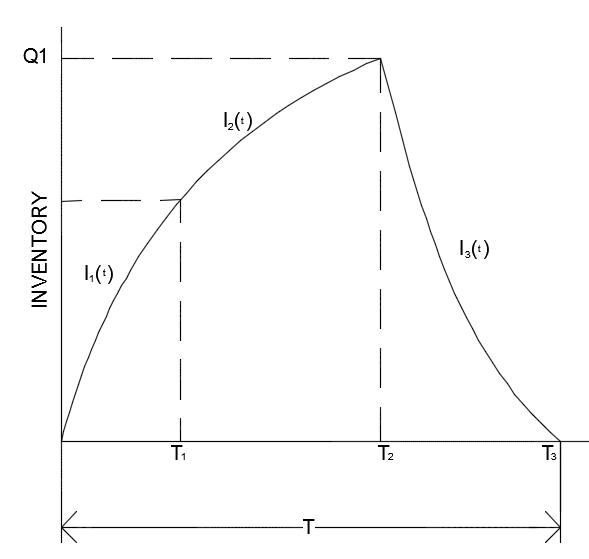 Q1
I₂(t)
INVENTORY
I₃(t)
I₁(t)
T₁
T₂
T₃
T